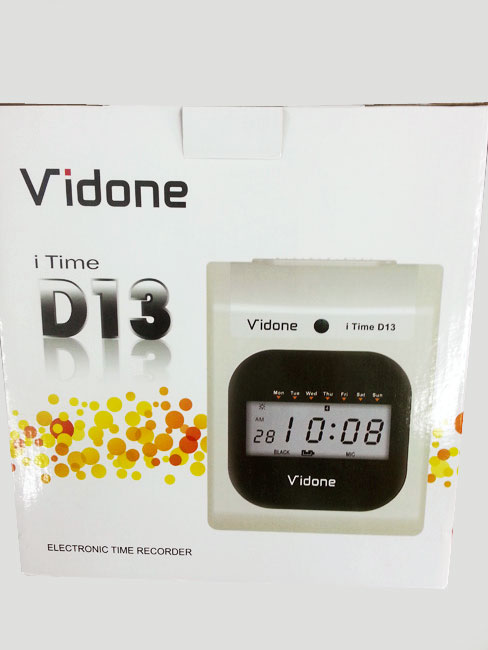 Vidone
i Time
D13
Vidone i Time D13
Mon Tue Wed Thu Fri Sat Sun
AM
28 10:08
BLACK MIC
Vidone
ELECTRONIC TIME RECORDER